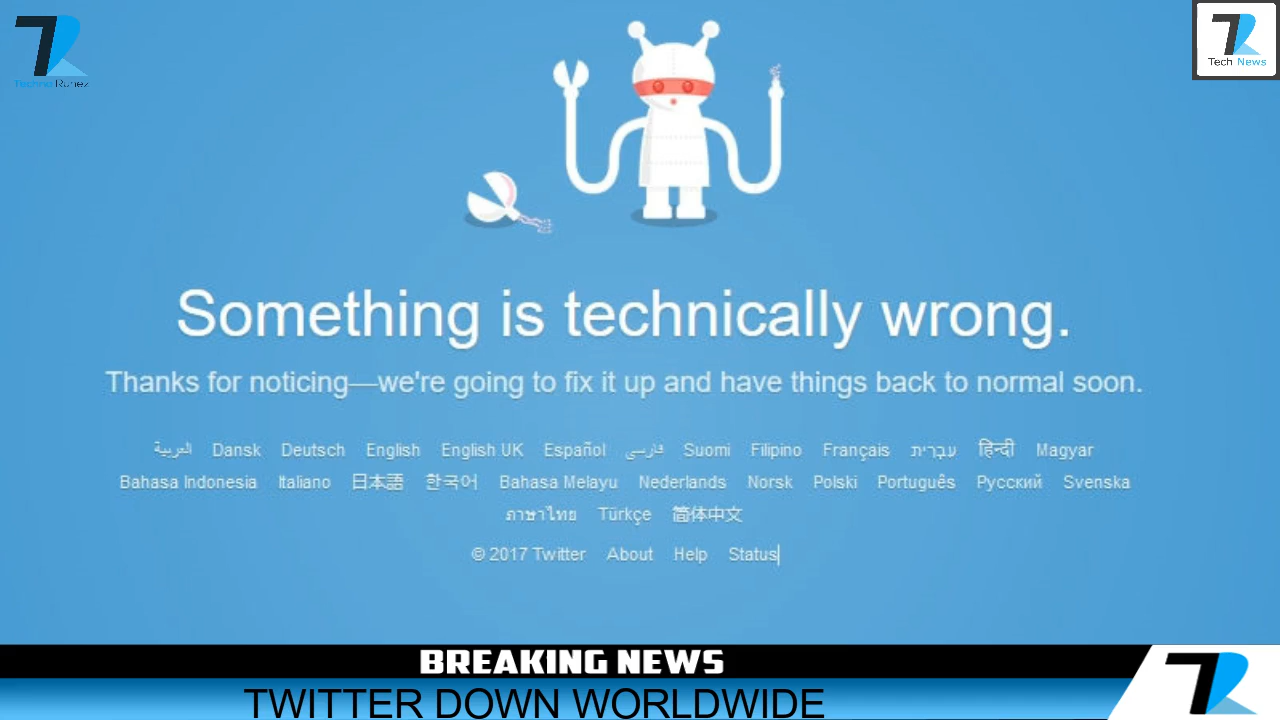 Techno Runez
Tech News
Something is technically wrong.
Thanks for noticing—we're going to fix it up and have things back to normal soon.
العربية Dansk Deutsch English English UK Español فارسی Suomi Filipino Français עברית हिन्दी Magyar
Bahasa Indonesia Italiano 日本語 한국어 Bahasa Melayu Nederlands Norsk Polski Português Русский Svenska
ภาษาไทย Türkçe 简体中文
© 2017 Twitter About Help Status
BREAKING NEWS
TWITTER DOWN WORLDWIDE